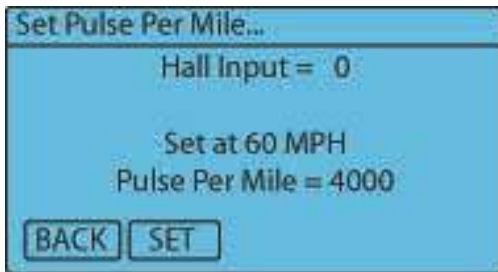 Set Pulse Per Mile...
Hall Input = 0
Set at 60 MPH
Pulse Per Mile = 4000
BACK SET